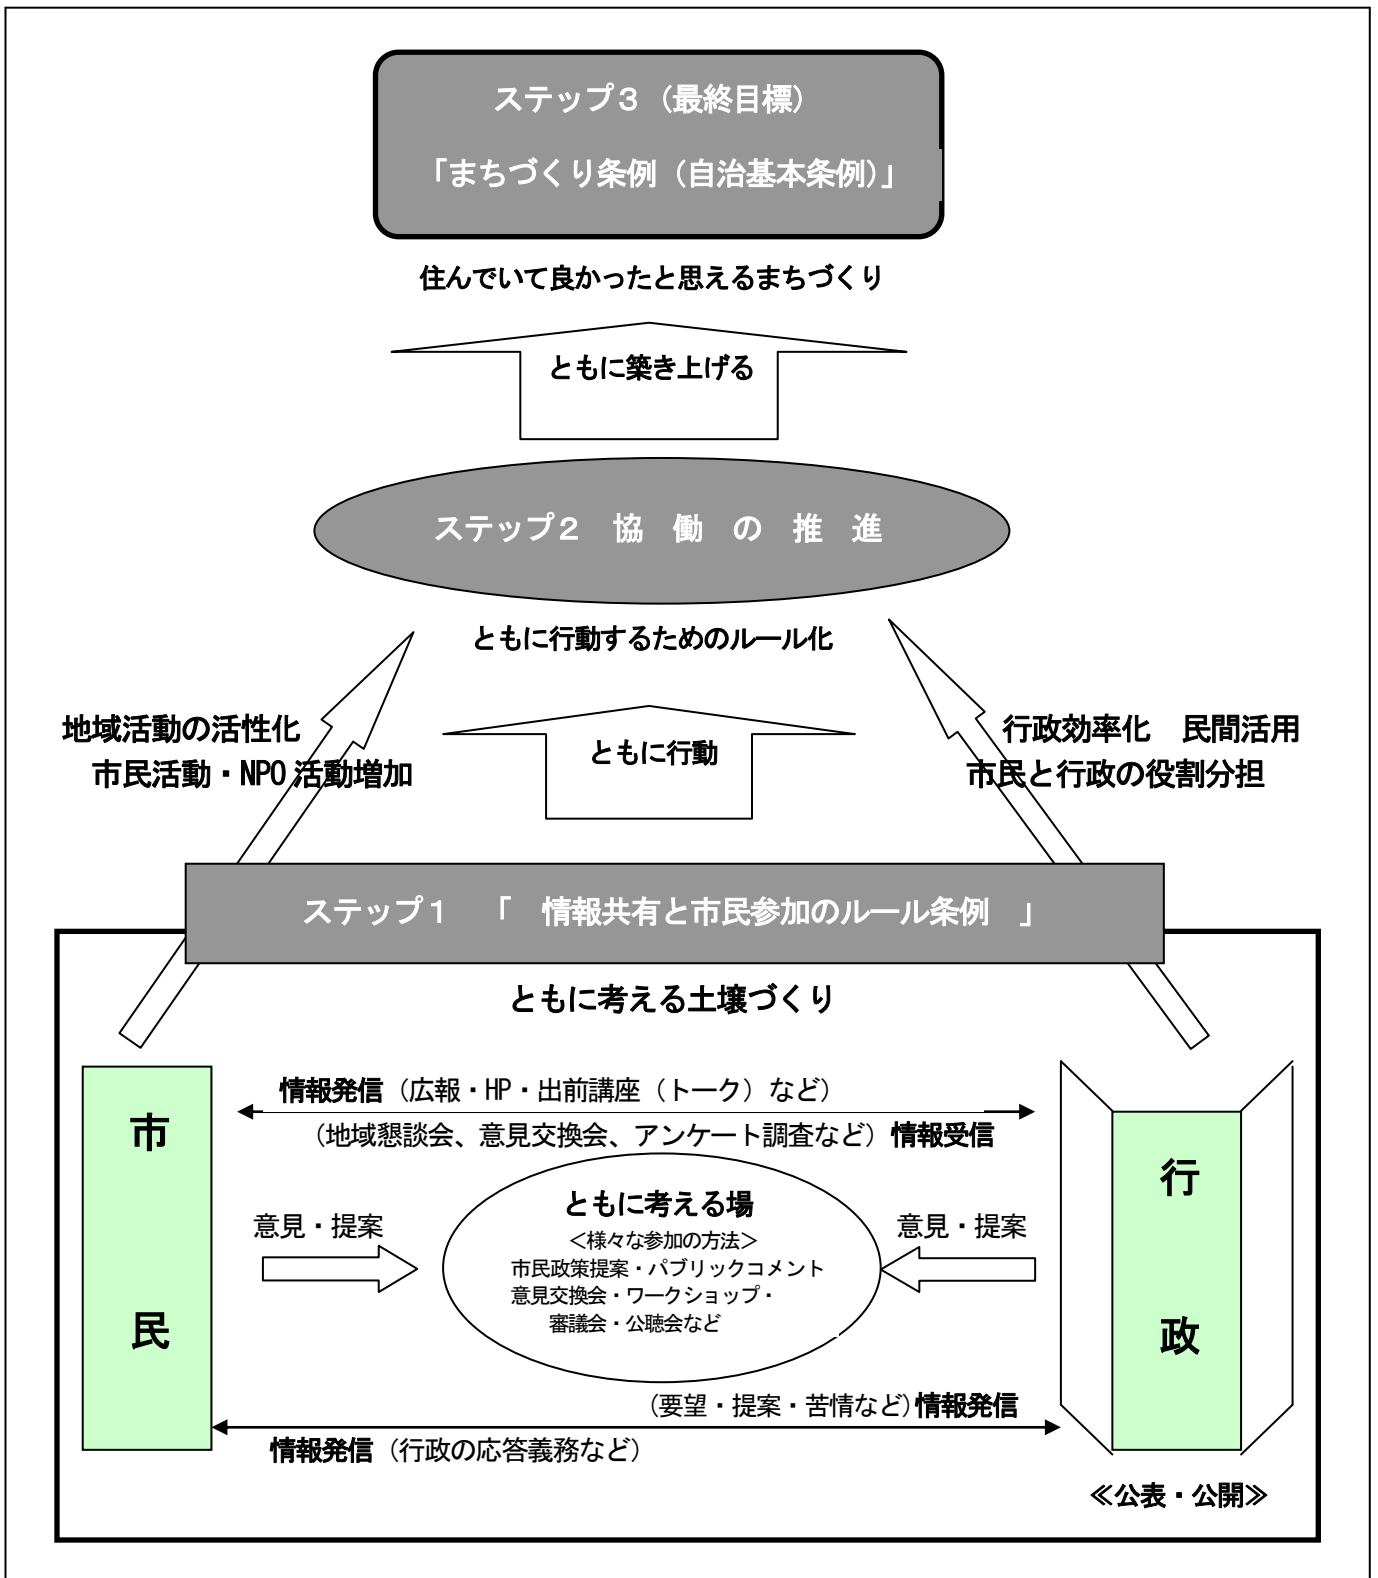 ステップ３（最終目標）
「まちづくり条例（自治基本条例）」
住んでいて良かったと思えるまちづくり
ともに築き上げる
ステップ２　協　働　の　推　進
ともに行動するためのルール化
地域活動の活性化
市民活動・NPO活動増加
ともに行動
行政効率化　民間活用
市民と行政の役割分担
ステップ１　「　情報共有と市民参加のルール条例　」
ともに考える土壌づくり
市民
情報発信（広報・HP・出前講座（トーク）など）
（地域懇談会、意見交換会、アンケート調査など）情報受信
意見・提案
ともに考える場
＜様々な参加の方法＞
市民政策提案・パブリックコメント
意見交換会・ワークショップ・
審議会・公聴会など
意見・提案
（要望・提案・苦情など）情報発信
情報発信（行政の応答義務など）
行政
≪公表・公開≫